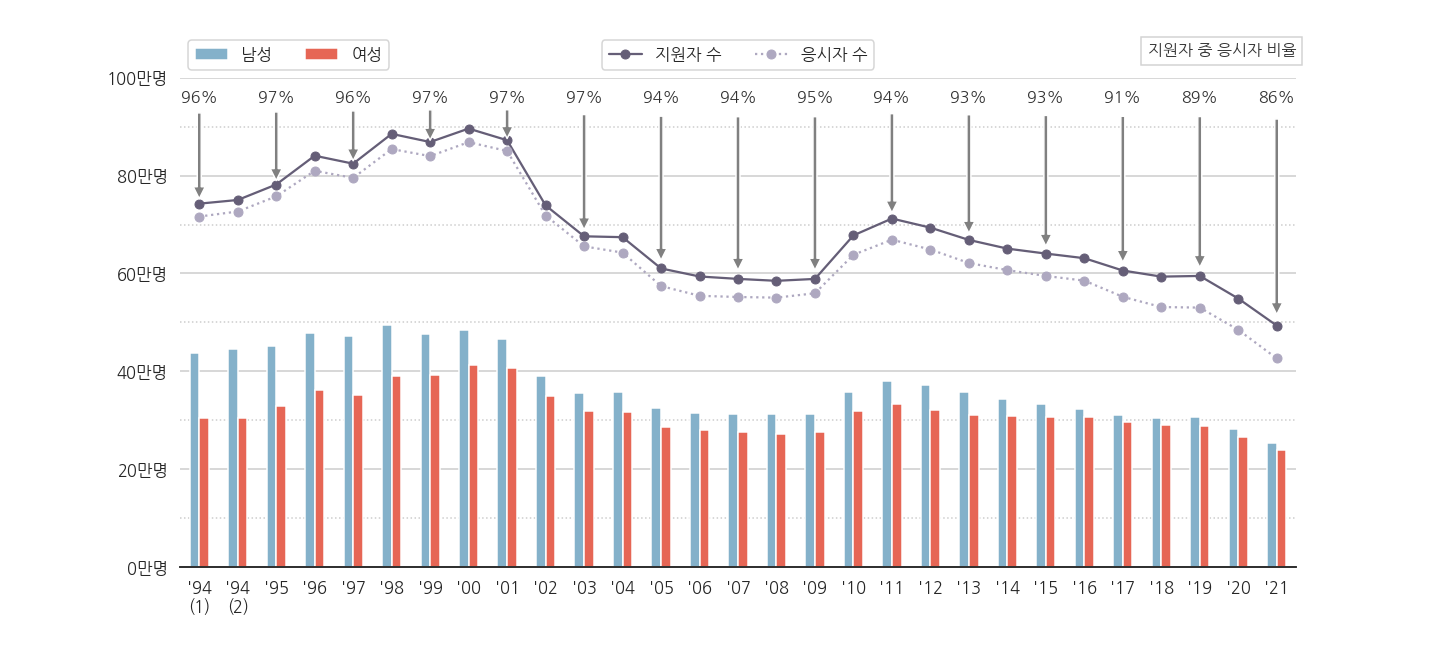 남성 여성 지원자 수 응시자 수 지원자 중 응시자 비율
100만명
96% 97% 96% 97% 97% 97% 94% 94% 95% 94% 93% 93% 91% 89% 86%
80만명
60만명
40만명
20만명
0만명
'94 '94 '95 '96 '97 '98 '99 '00 '01 '02 '03 '04 '05 '06 '07 '08 '09 '10 '11 '12 '13 '14 '15 '16 '17 '18 '19 '20 '21
(1) (2)